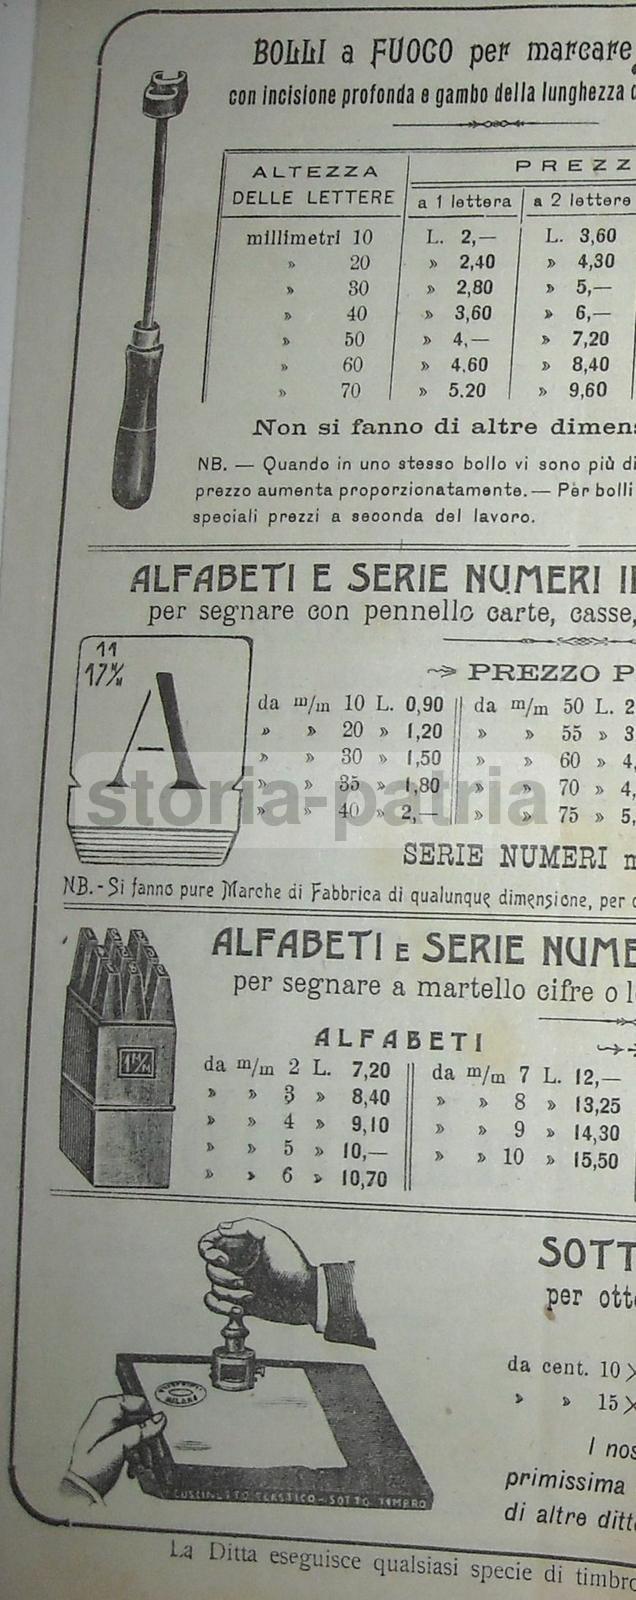 BOLLI a FUOCO per marcare
con incisione profonda e gambo della lunghezza
ALTEZZA DELLE LETTERE PREZZ
a 1 lettera a 2 lettere
millimetri 10 L. 2,— L. 3,60
» 20 » 2,40 » 4,30
» 30 » 2,80 » 5,—
» 40 » 3,60 » 6,—
» 50 » 4,— » 7,20
» 60 » 4,60 » 8,40
» 70 » 5.20 » 9,60
Non si fanno di altre dimens
NB. — Quando in uno stesso bollo vi sono più di
prezzo aumenta proporzionatamente. — Per bolli
speciali prezzi a seconda del lavoro.
ALFABETI E SERIE NUMERI
per segnare con pennello carte, casse,
11
17 M/M
A
PREZZO P
da m/m 10 L. 0,90 da m/m 50 L. 2
» » 20 » 1,20 » » 55 » 3
» » 30 » 1,50 » » 60 » 4,
» » 35 » 1,80 » » 70 » 4,
» » 40 » 2,— » » 75 » 5,
storia-patria
SERIE NUMERI
NB. - Si fanno pure Marche di Fabbrica di qualunque dimensione, per
ALFABETI E SERIE NUME
per segnare a martello cifre o l
ALFABETI
da m/m 2 L. 7,20 da m/m 7 L. 12,—
» » 3 » 8,40 » » 8 » 13,25
» » 4 » 9,10 » » 9 » 14,30
» » 5 » 10,— » » 10 » 15,50
» » 6 » 10,70
SOTT
per otte
da cent. 10 X
» » 15 X
MILANO
CUSCINETTO ELASTICO - SOTTO TIMBRO
I nos
primissima
di altre ditt
La Ditta eseguisce qualsiasi specie di timbro